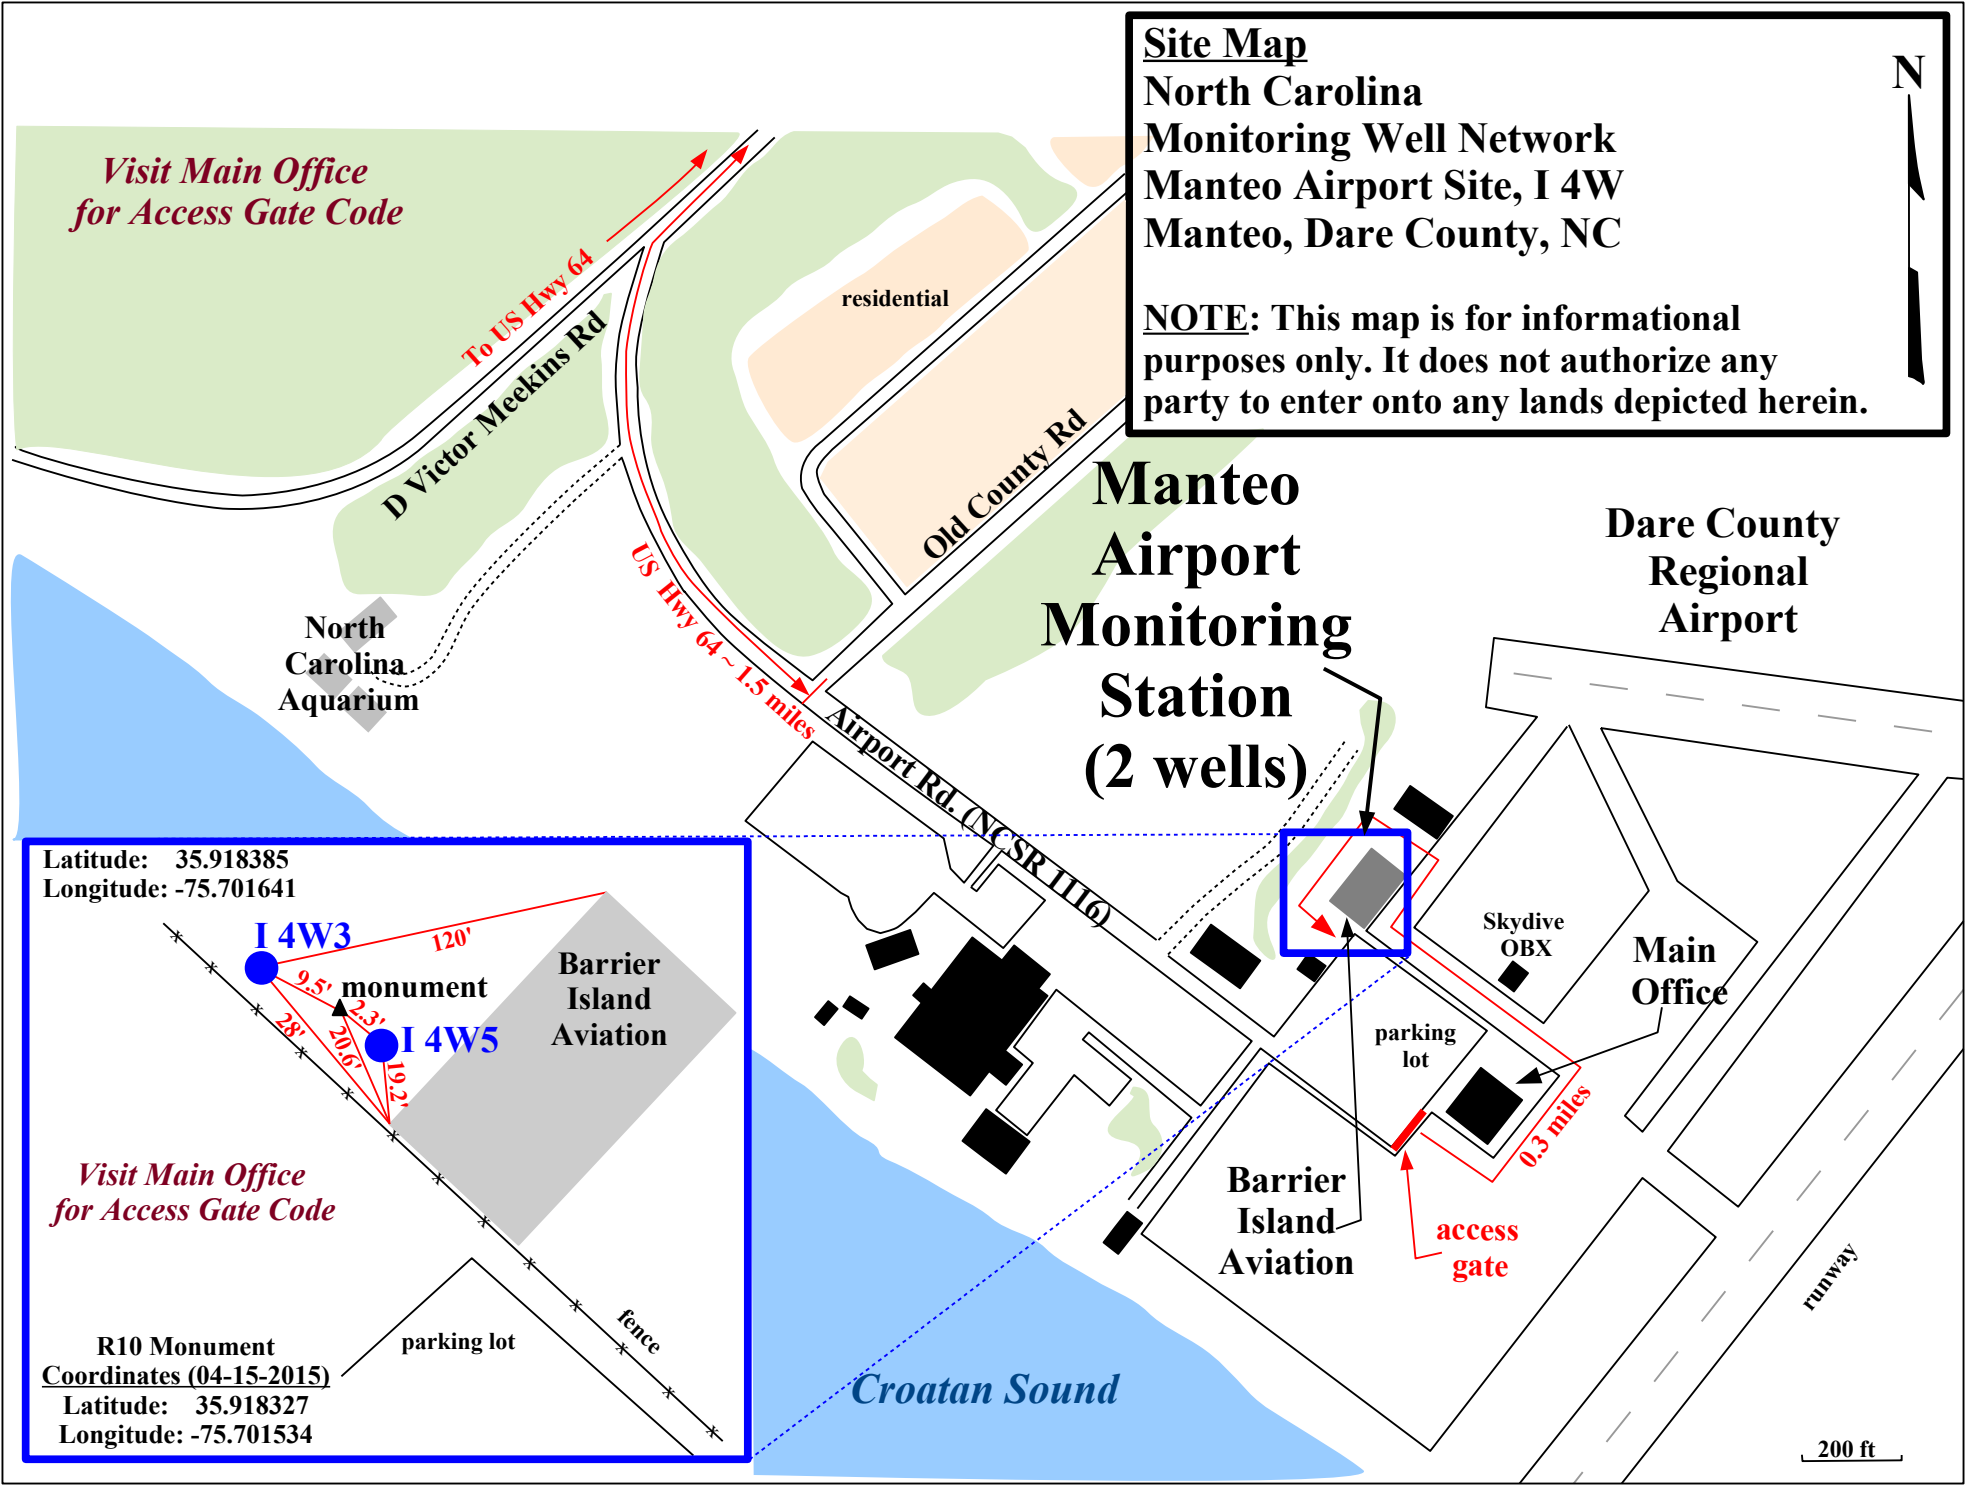 Site Map
North Carolina
Monitoring Well Network
Manteo Airport Site, I 4W
Manteo, Dare County, NC
NOTE: This map is for informational
purposes only. It does not authorize any
party to enter onto any lands depicted herein.
N
Visit Main Office
for Access Gate Code
To US Hwy 64
D Victor Meekins Rd
residential
Old County Rd
US Hwy 64 ~ 1.5 miles
North
Carolina
Aquarium
Airport Rd. (NCSR 1116)
Manteo
Airport
Monitoring
Station
(2 wells)
Dare County
Regional
Airport
Skydive
OBX
Main
Office
parking
lot
0.3 miles
Barrier
Island
Aviation
access
gate
runway
Croatan Sound
200 ft
Latitude: 35.918385
Longitude: -75.701641
I 4W3
120'
9.5'
monument
2.3'
28'
20.6'
I 4W5
19.2'
Barrier
Island
Aviation
Visit Main Office
for Access Gate Code
fence
parking lot
R10 Monument
Coordinates (04-15-2015)
Latitude: 35.918327
Longitude: -75.701534